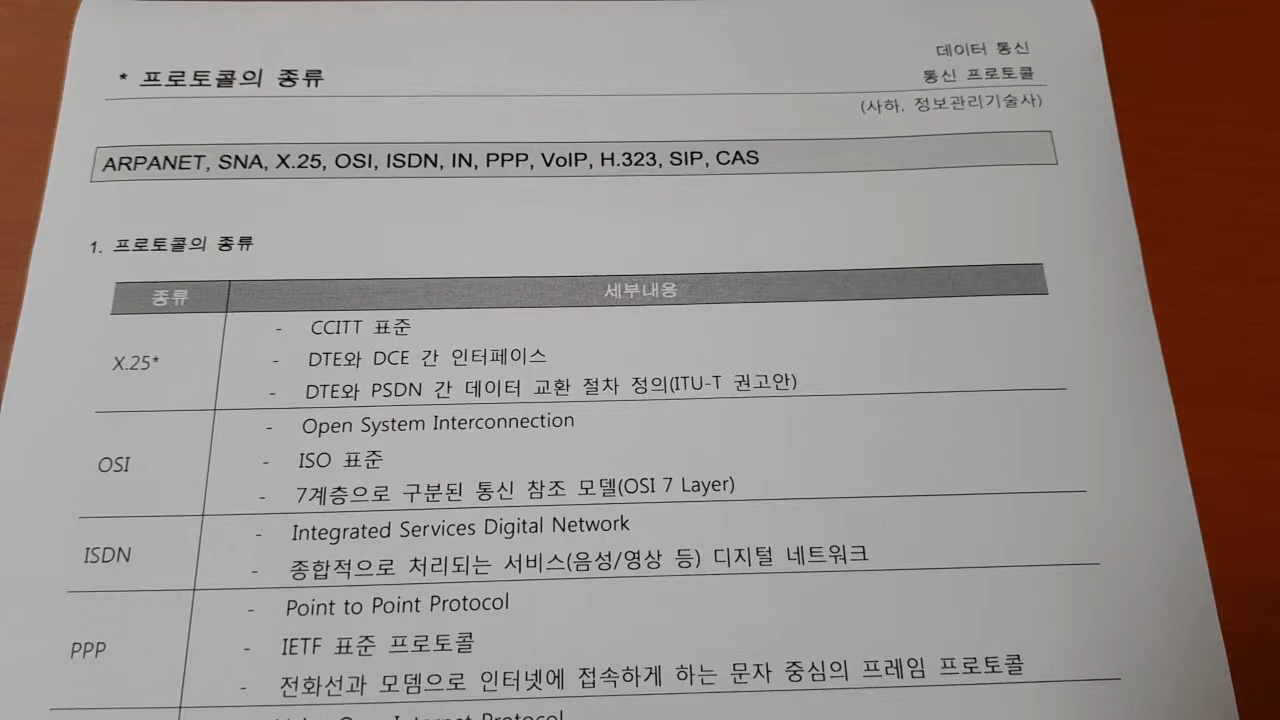 데이터 통신
* 프로토콜의 종류
통신 프로토콜
(사하, 정보관리기술사)
ARPANET, SNA, X.25, OSI, ISDN, IN, PPP, VoIP, H.323, SIP, CAS
1. 프로토콜의 종류
종류 세부내용
X.25*
- CCITT 표준
- DTE와 DCE 간 인터페이스
- DTE와 PSDN 간 데이터 교환 절차 정의(ITU-T 권고안)
OSI
- Open System Interconnection
- ISO 표준
- 7계층으로 구분된 통신 참조 모델(OSI 7 Layer)
ISDN
- Integrated Services Digital Network
- 종합적으로 처리되는 서비스(음성/영상 등) 디지털 네트워크
PPP
- Point to Point Protocol
- IETF 표준 프로토콜
- 전화선과 모뎀으로 인터넷에 접속하게 하는 문자 중심의 프레임 프로토콜
Internet Protocol